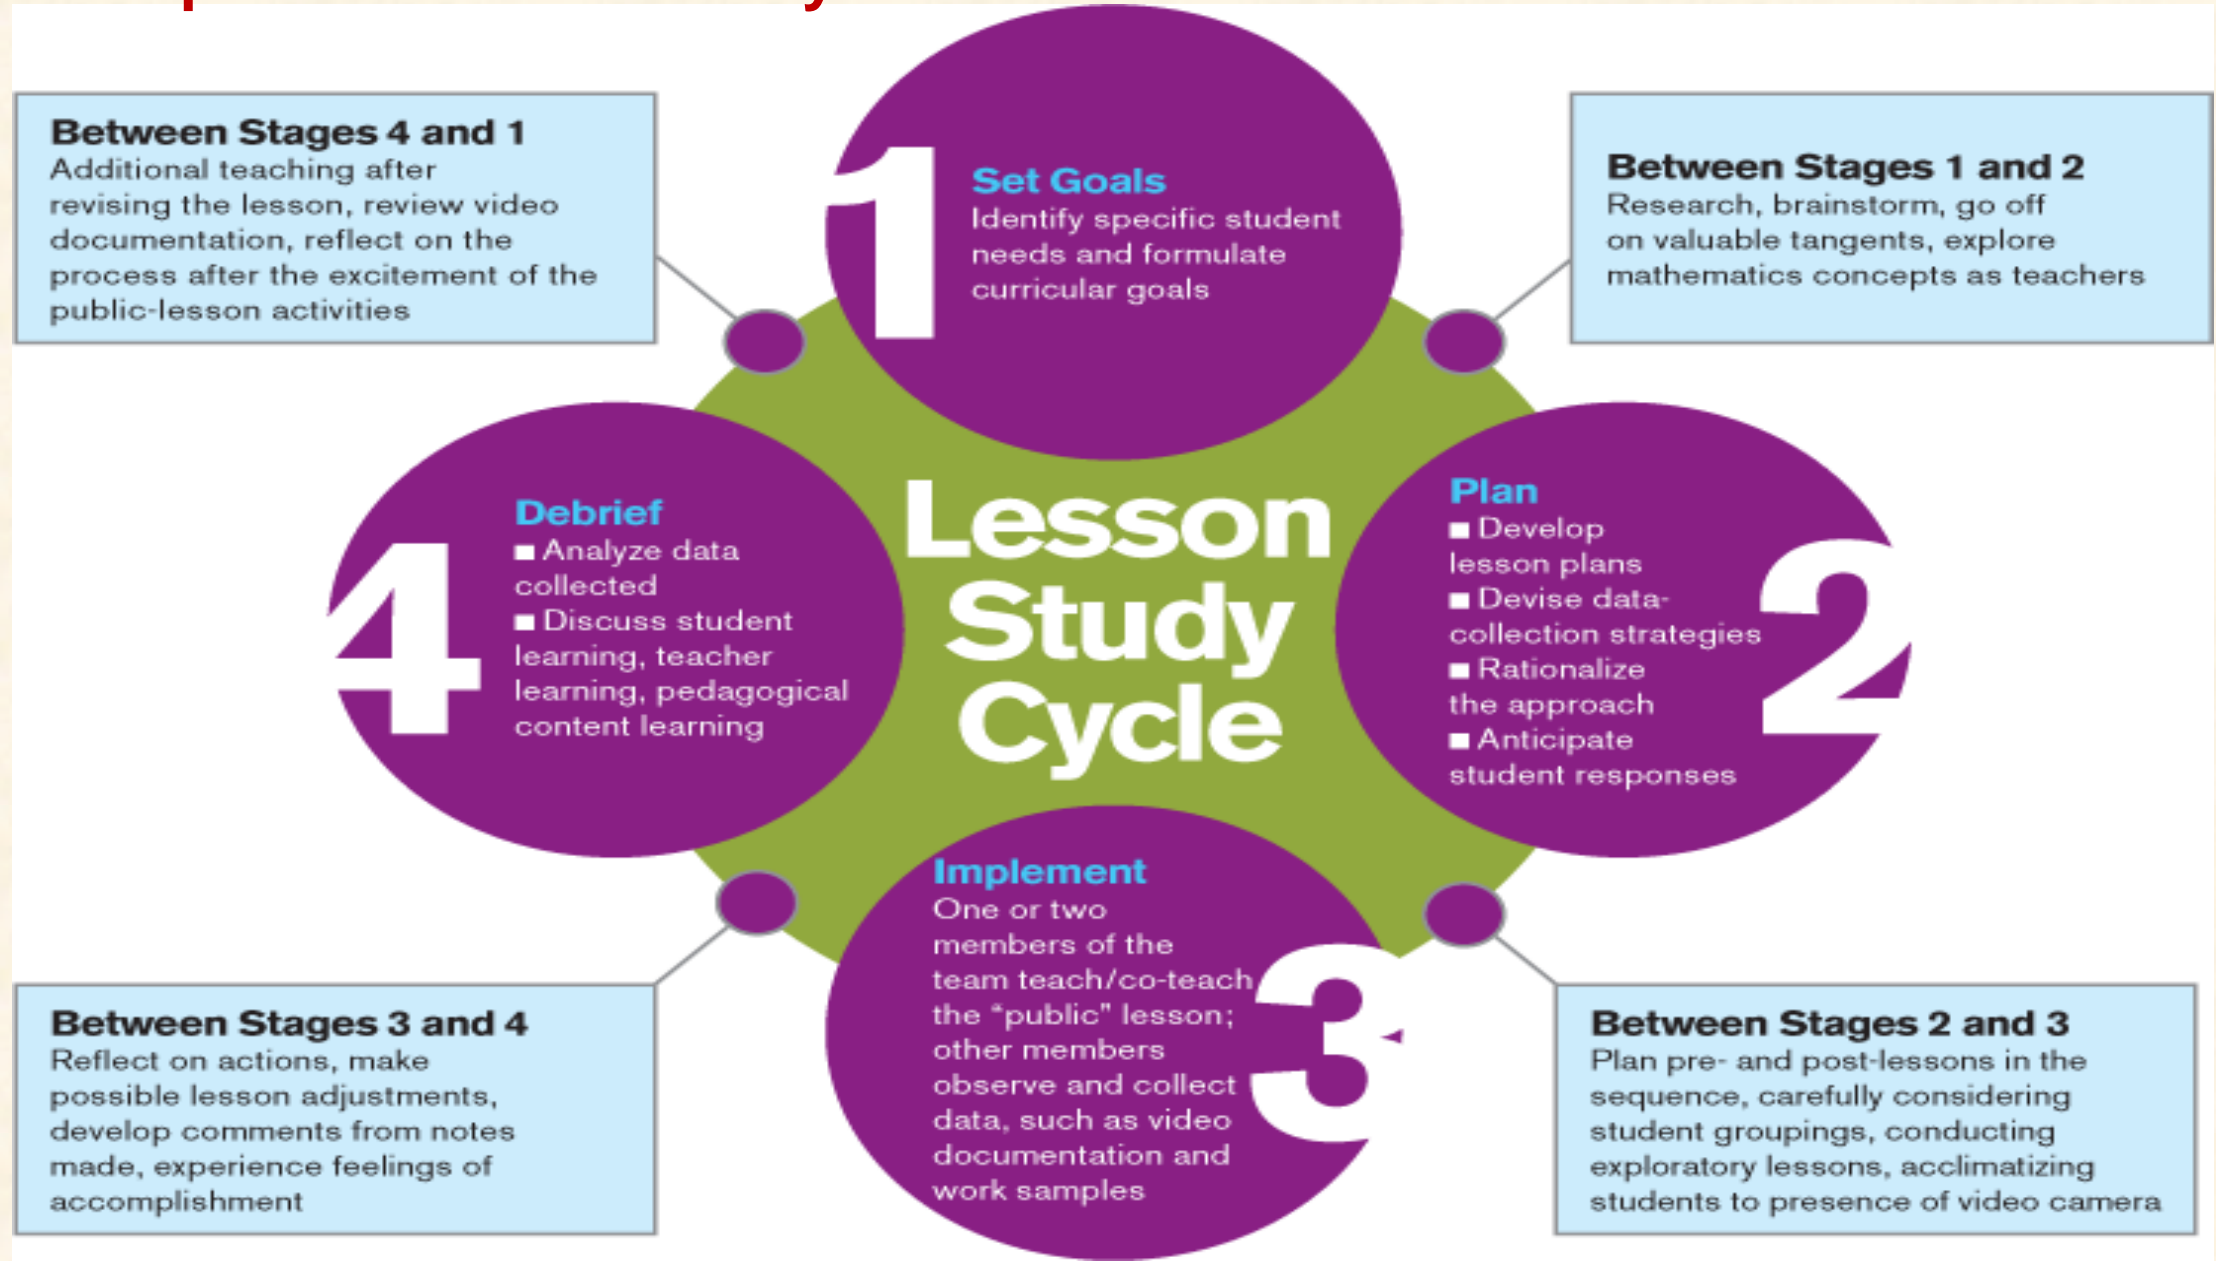 Between Stages 4 and 1
Additional teaching after
revising the lesson, review video
documentation, reflect on the
process after the excitement of the
public-lesson activities
1
Set Goals
Identify specific student
needs and formulate
curricular goals
Between Stages 1 and 2
Research, brainstorm, go off
on valuable tangents, explore
mathematics concepts as teachers
4
Debrief
■ Analyze data
collected
■ Discuss student
learning, teacher
learning, pedagogical
content learning
Lesson
Study
Cycle
Plan
■ Develop
lesson plans
■ Devise data-
collection strategies
■ Rationalize
the approach
■ Anticipate
student responses
2
Implement
One or two
members of the
team teach/co-teach
the “public” lesson;
other members
observe and collect
data, such as video
documentation and
work samples
3
Between Stages 3 and 4
Reflect on actions, make
possible lesson adjustments,
develop comments from notes
made, experience feelings of
accomplishment
Between Stages 2 and 3
Plan pre- and post-lessons in the
sequence, carefully considering
student groupings, conducting
exploratory lessons, acclimatizing
students to presence of video camera